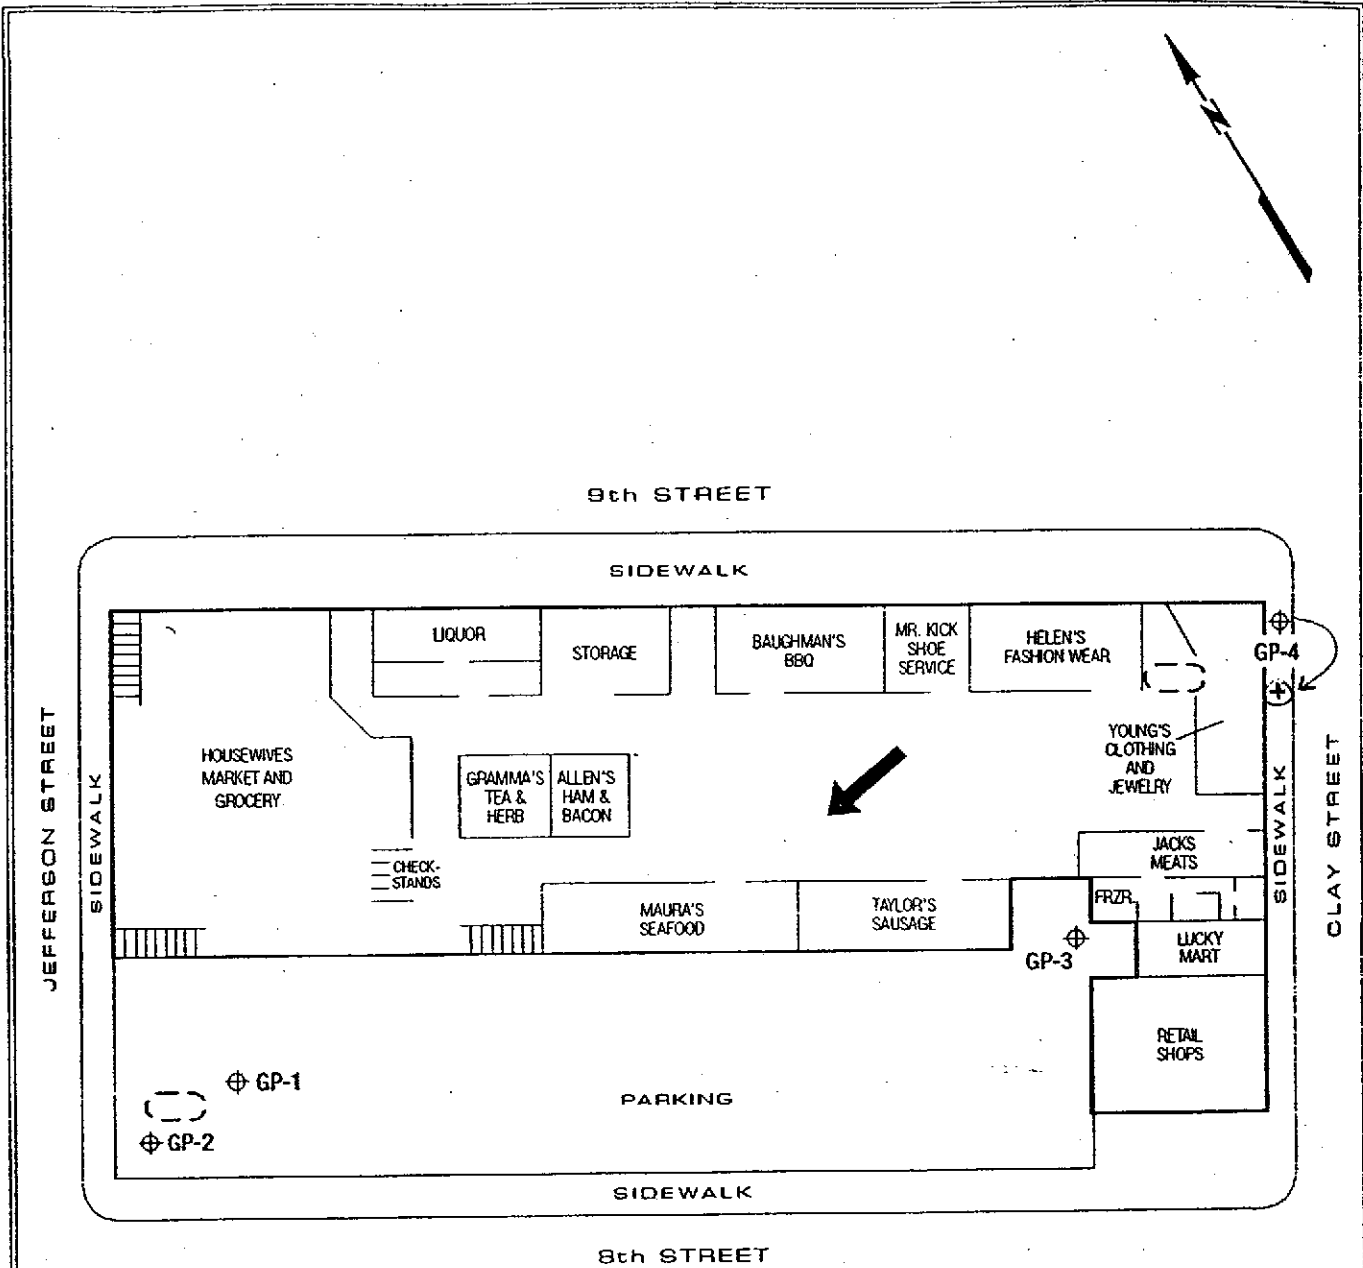 N
9th STREET
SIDEWALK
LIQUOR
STORAGE
BAUGHMAN'S
BBQ
MR. KICK
SHOE
SERVICE
HELEN'S
FASHION WEAR
GP-4
JEFFERSON STREET
SIDEWALK
HOUSEWIVES
MARKET AND
GROCERY
GRAMMA'S
TEA &
HERB
ALLEN'S
HAM &
BACON
YOUNG'S
CLOTHING
AND
JEWELRY
SIDEWALK
CLAY STREET
CHECK-
STANDS
JACKS
MEATS
FRZR.
MAURA'S
SEAFOOD
TAYLOR'S
SAUSAGE
GP-3
LUCKY
MART
RETAIL
SHOPS
GP-1
PARKING
GP-2
SIDEWALK
8th STREET